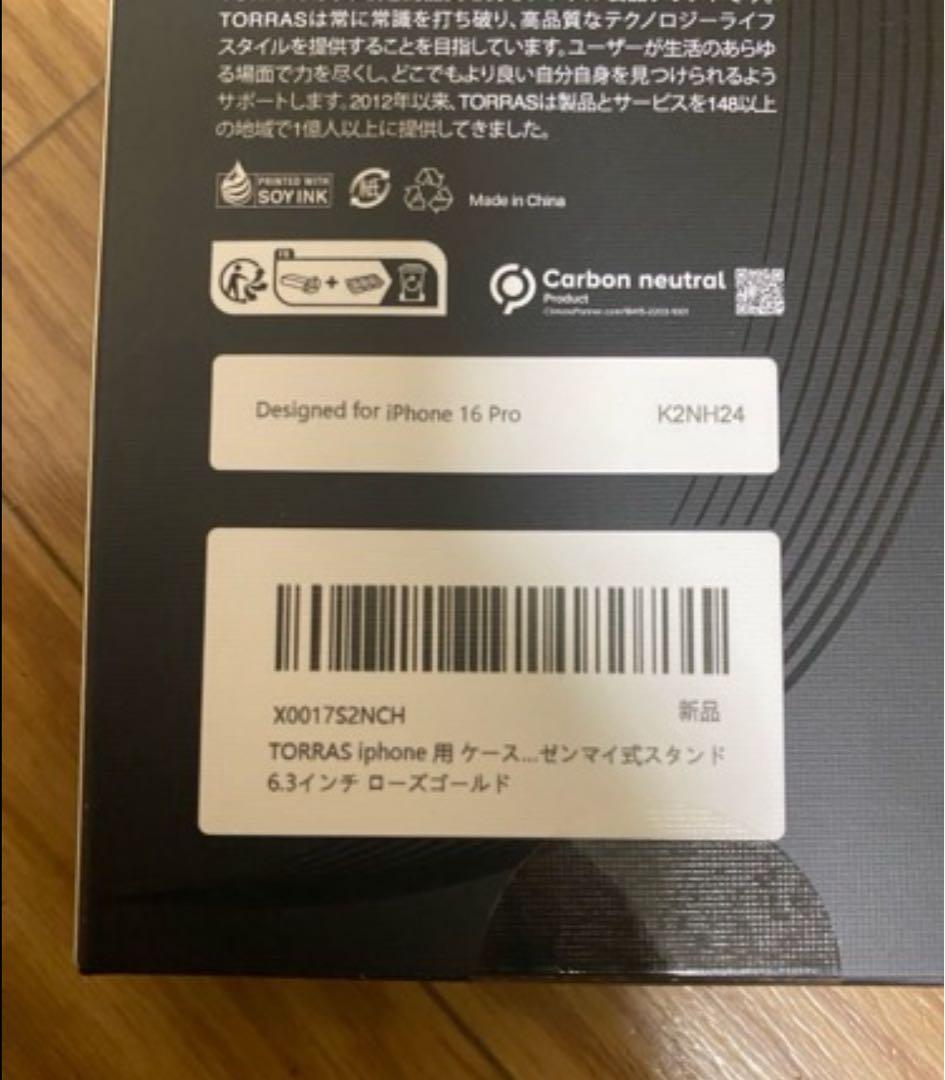 TORRASは常に常識を打ち破り、高品質なテクノロジーライフ
スタイルを提供することを目指しています。ユーザーが生活のあらゆ
る場面で力を尽くし、どこでもより良い自分自身を見つけられるよう
サポートします。2012年以来、TORRASは製品とサービスを148以上
の地域で1億人以上に提供してきました。
PRINTED WITH
SOY INK
紙
Made in China
FR
+
Carbon neutral
Product
Designed for iPhone 16 Pro K2NH24
X0017S2NCH 新品
TORRAS iphone 用 ケース...ゼンマイ式スタンド
6.3インチ ローズゴールド